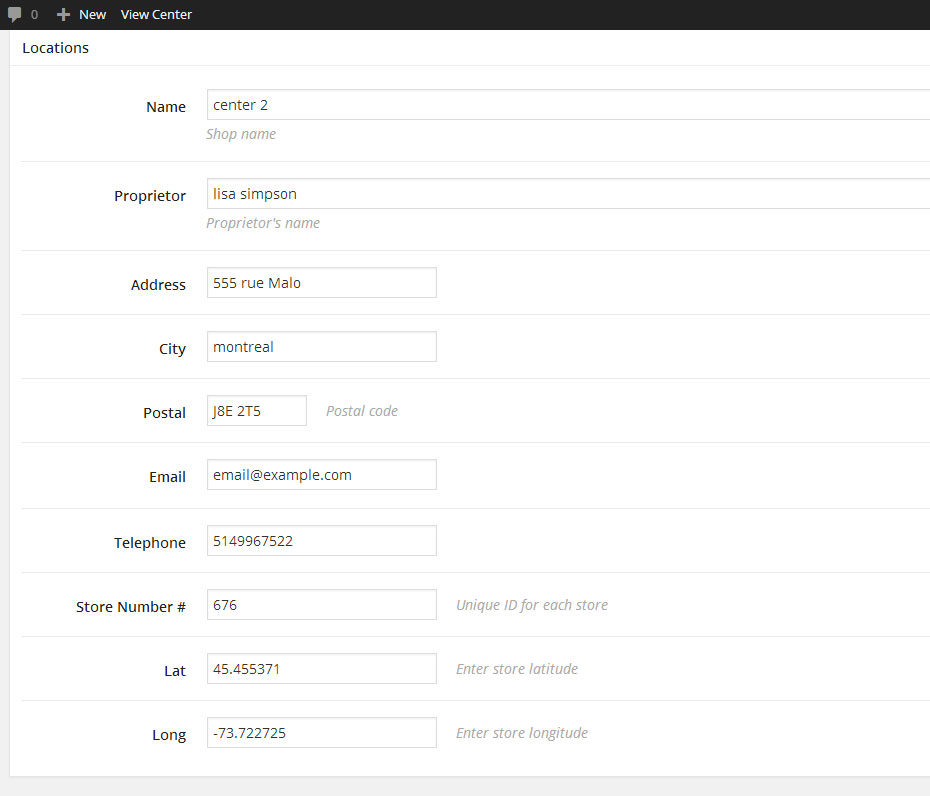 0 New View Center
Locations
Name center 2
Shop name
Proprietor lisa simpson
Proprietor's name
Address 555 rue Malo
City montreal
Postal J8E 2T5 Postal code
Email email@example.com
Telephone 5149967522
Store Number # 676 Unique ID for each store
Lat 45.455371 Enter store latitude
Long -73.722725 Enter store longitude